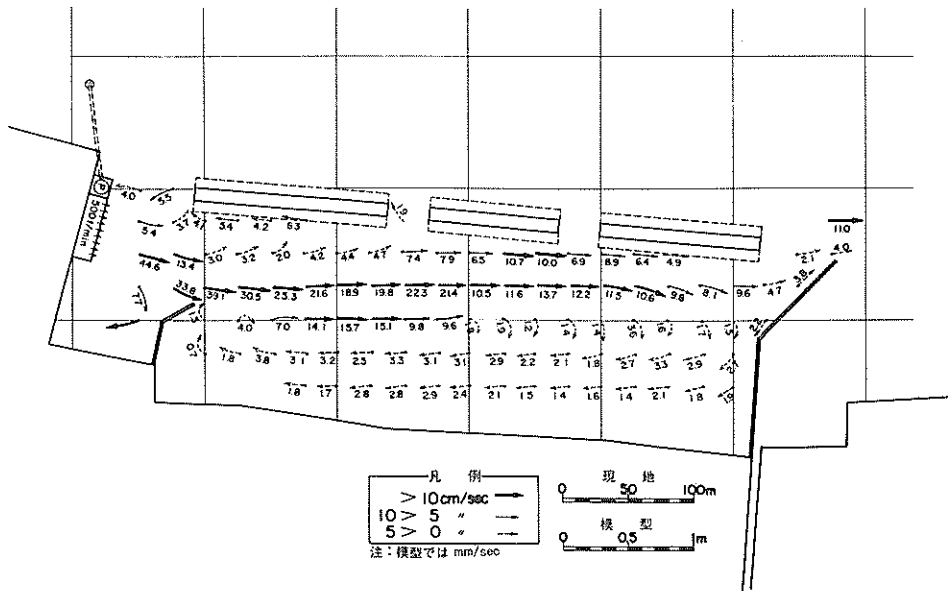 P
500 l/min
4.0 5.5 1.9
5.4 3.7 4.1 3.4 4.2 6.3
11.0
44.6 13.4 3.0 3.2 2.0 4.2 4.4 4.7 7.4 7.9 6.5 10.7 10.0 6.9 8.9 6.4 4.9 2.1 4.0
33.8 39.1 30.5 23.3 21.6 18.9 19.8 22.3 21.4 10.5 11.6 13.7 12.2 11.5 10.6 9.8 8.1 9.6 4.7 3.8
7.7 4.0 7.0 14.1 15.7 15.1 9.8 9.6
0.7 1.8 3.8 3.1 3.2 2.3 3.3 3.1 3.1 2.9 2.2 2.1 1.8 2.7 3.3 2.9
1.8 1.7 2.8 2.8 2.9 2.4 2.1 1.5 1.4 1.6 1.4 2.1 1.8 1.9
凡 例
> 10cm/sec
10 > 5 〃
5 > 0 〃
注：模型では mm/sec
現 地
0 50 100m
模 型
0 0.5 1m